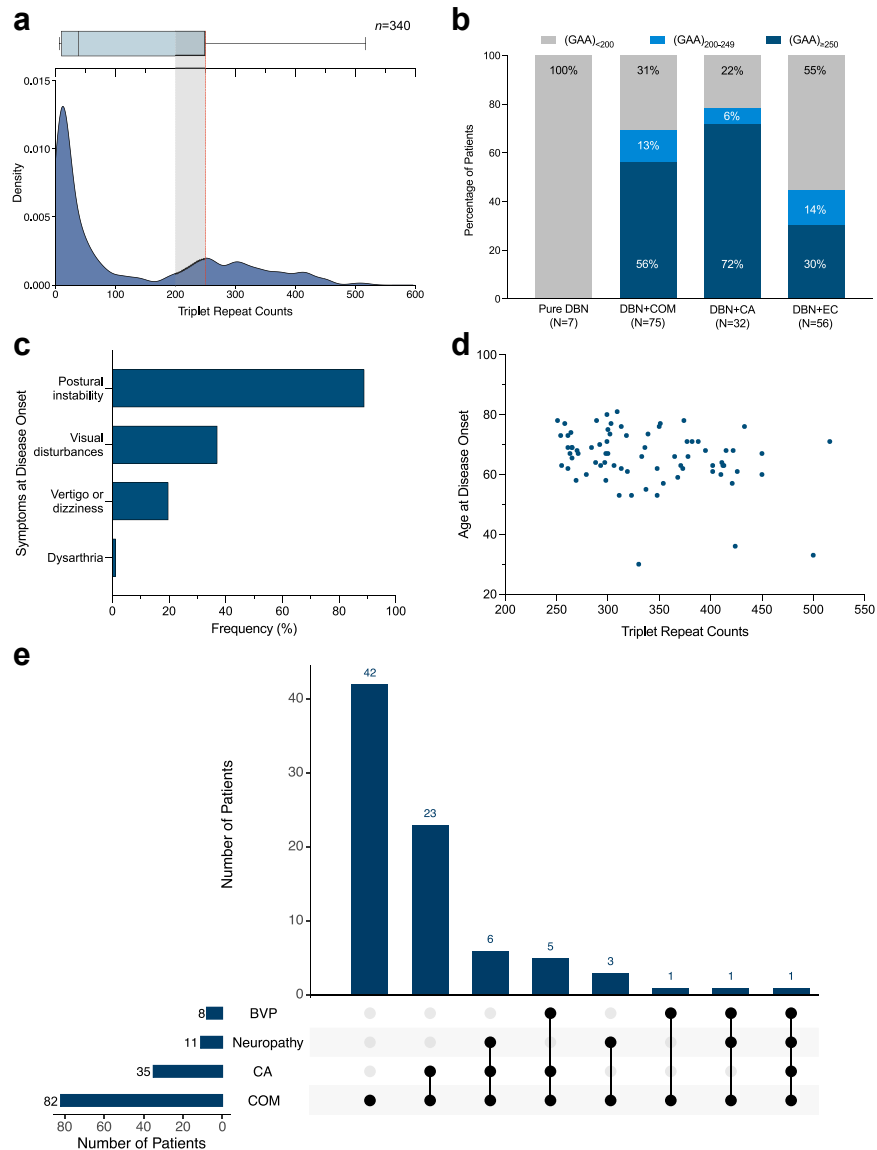 a
n=340
0.015
0.010
0.005
0.000
Density
0 100 200 300 400 500 600
Triplet Repeat Counts
b
(GAA)<200 (GAA)200-249 (GAA)≥250
100
80
60
40
20
0
Percentage of Patients
100% 31% 22% 55%
13% 6% 14%
56% 72% 30%
Pure DBN DBN+COM DBN+CA DBN+EC
(N=7) (N=75) (N=32) (N=56)
c
Symptoms at Disease Onset
Postural
instability
Visual
disturbances
Vertigo or
dizziness
Dysarthria
0 20 40 60 80 100
Frequency (%)
d
100
80
60
40
20
Age at Disease Onset
200 250 300 350 400 450 500 550
Triplet Repeat Counts
e
Number of Patients
40
30
20
10
0
42 23 6 5 3 1 1 1
8 BVP
11 Neuropathy
35 CA
82 COM
80 60 40 20 0
Number of Patients